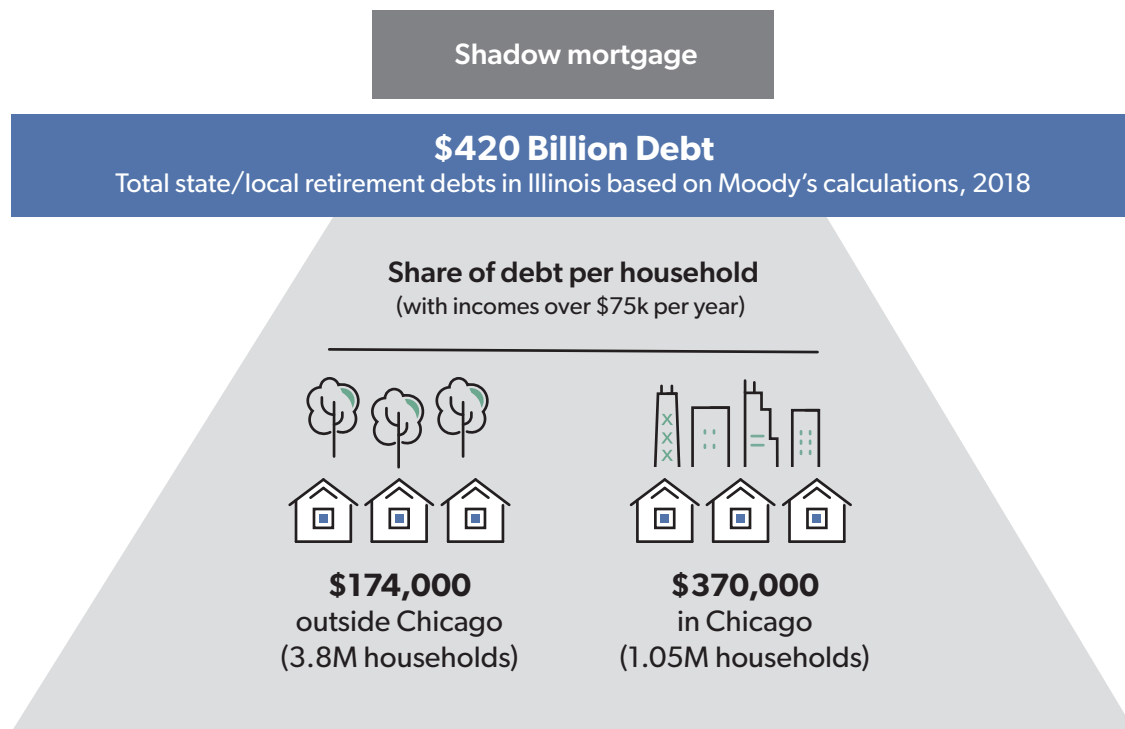 Shadow mortgage
$420 Billion Debt
Total state/local retirement debts in Illinois based on Moody’s calculations, 2018
Share of debt per household
(with incomes over $75k per year)
$174,000
outside Chicago
(3.8M households)
$370,000
in Chicago
(1.05M households)